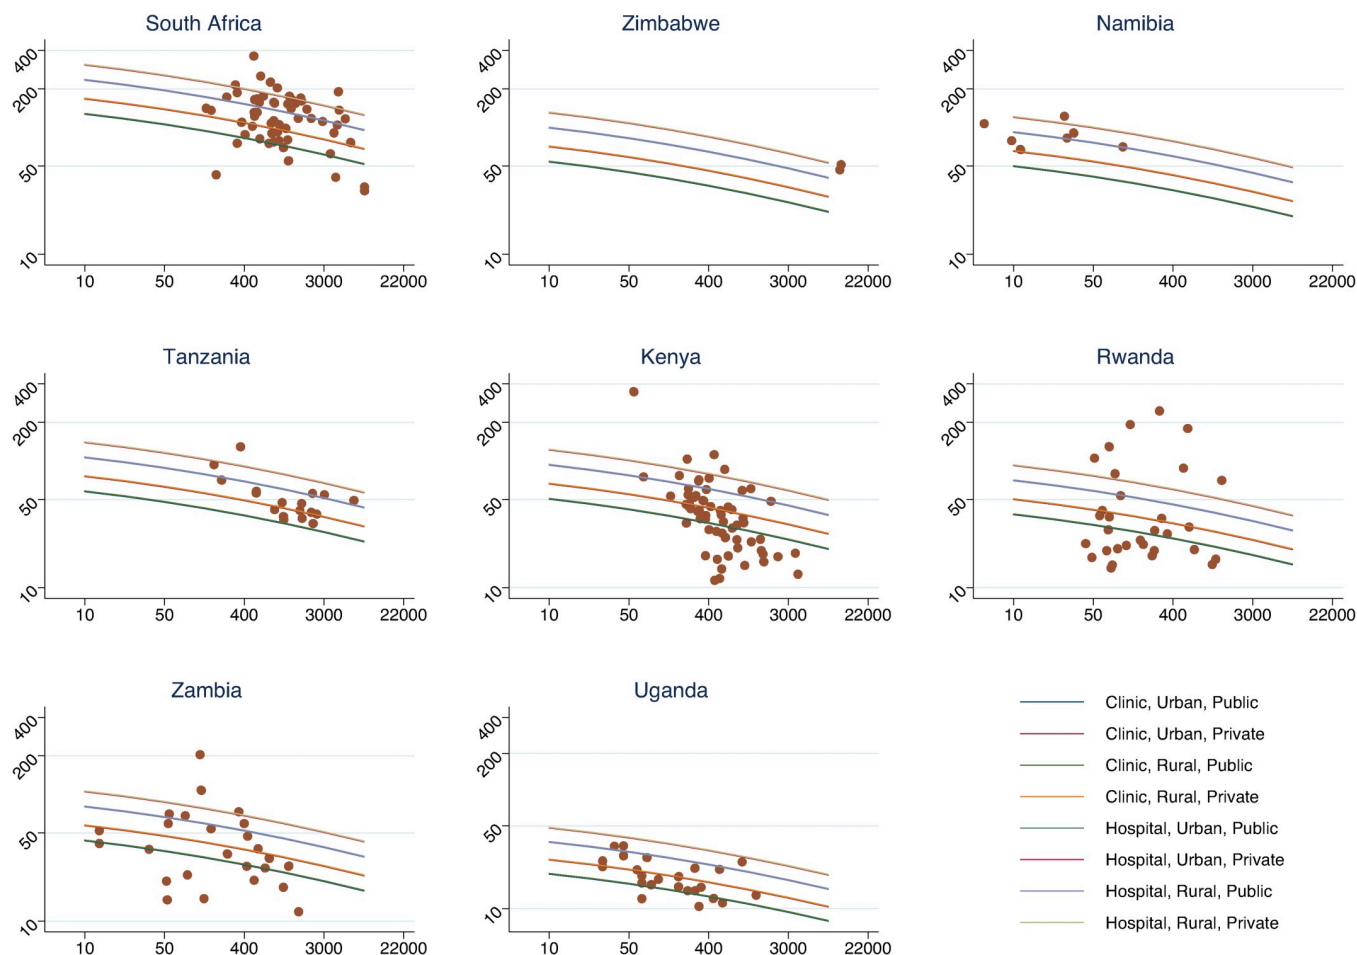 South Africa
Zimbabwe
Namibia
400
200
50
10
10 50 400 3000 22000
400
200
50
10
10 50 400 3000 22000
400
200
50
10
10 50 400 3000 22000
Tanzania
Kenya
Rwanda
400
200
50
10
10 50 400 3000 22000
400
200
50
10
10 50 400 3000 22000
400
200
50
10
10 50 400 3000 22000
Zambia
Uganda
400
200
50
10
10 50 400 3000 22000
400
200
50
10
10 50 400 3000 22000
Clinic, Urban, Public
Clinic, Urban, Private
Clinic, Rural, Public
Clinic, Rural, Private
Hospital, Urban, Public
Hospital, Urban, Private
Hospital, Rural, Public
Hospital, Rural, Private